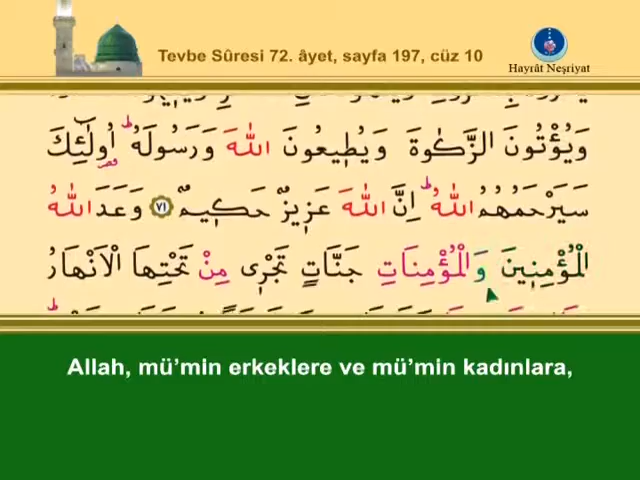 Tevbe Sûresi 72. âyet, sayfa 197, cüz 10
Hayrât Neşriyat
وَيُؤْتُونَ الزَّكٰوةَ وَيُط۪يعُونَ اللّٰهَ وَرَسُولَهُ ط اُولٰٓئِكَ
سَيَرْحَمُهُمُ اللّٰهُ ط اِنَّ اللّٰهَ عَز۪يزٌ حَك۪يمٌ ٧١ وَعَدَ اللّٰهُ
الْمُؤْمِن۪ينَ وَ الْمُؤْمِنَاتِ جَنَّاتٍ تَجْر۪ي مِنْ تَحْتِهَا الْاَنْهَارُ
Allah, mü’min erkeklere ve mü’min kadınlara,